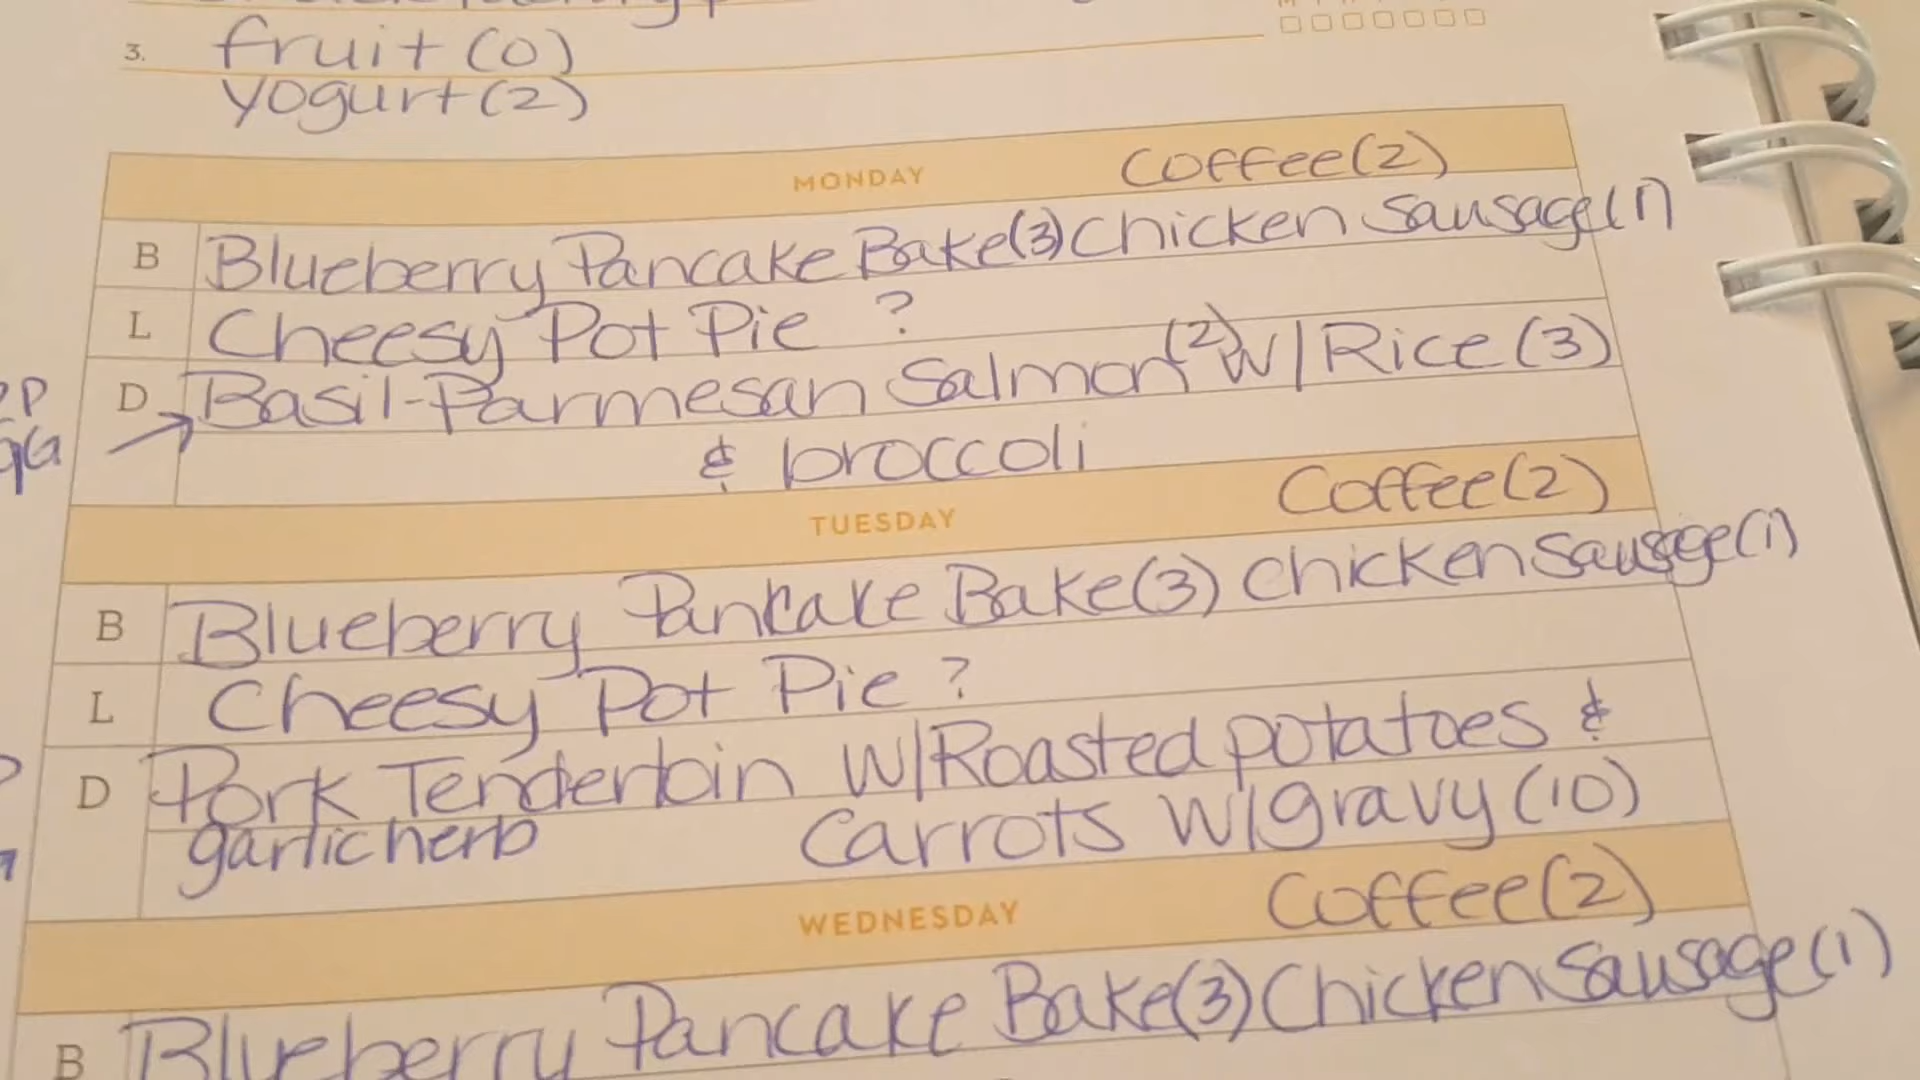 3. fruit (0)
yogurt (2)
MONDAY Coffee (2)
B Blueberry Pancake Bake (3) Chicken Sausage (1)
L Cheesy Pot Pie ?
D Basil-Parmesan Salmon (2) W/ Rice (3)
& broccoli
TUESDAY Coffee (2)
B Blueberry Pancake Bake (3) Chicken Sausage (1)
L Cheesy Pot Pie ?
D Pork Tenderloin W/ Roasted potatoes &
garlic herb Carrots W/ gravy (10)
WEDNESDAY Coffee (2)
B Blueberry Pancake Bake (3) Chicken Sausage (1)